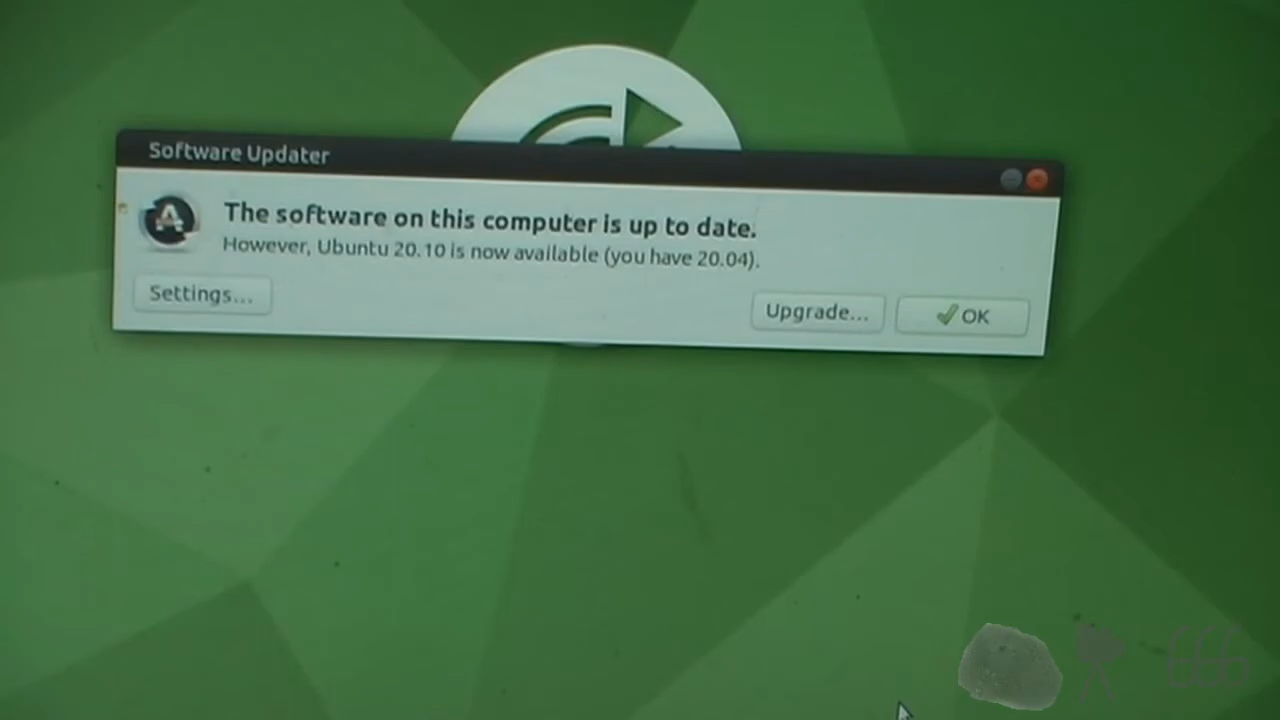 Software Updater
The software on this computer is up to date.
However, Ubuntu 20.10 is now available (you have 20.04).
Settings...
Upgrade...
OK
666